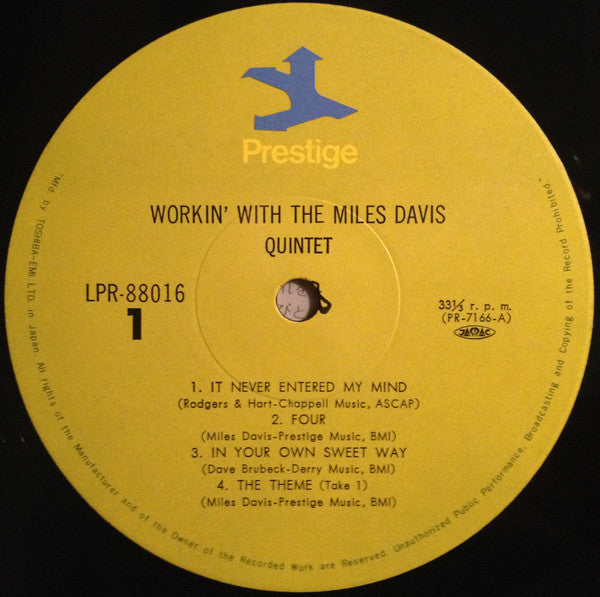 Prestige
WORKIN' WITH THE MILES DAVIS
QUINTET
LPR-88016
1
33⅓ r. p. m.
(PR-7166-A)
JASRAC
1. IT NEVER ENTERED MY MIND
(Rodgers & Hart-Chappell Music, ASCAP)
2. FOUR
(Miles Davis-Prestige Music, BMI)
3. IN YOUR OWN SWEET WAY
(Dave Brubeck-Derry Music, BMI)
4. THE THEME (Take 1)
(Miles Davis-Prestige Music, BMI)
"Mfd. by TOSHIBA-EMI LTD. in Japan. All rights of the Manufacturer and of the Owner of the Recorded Work are Reserved. Unauthorized Public Performance, Broadcasting and Copying of the Record Prohibited."